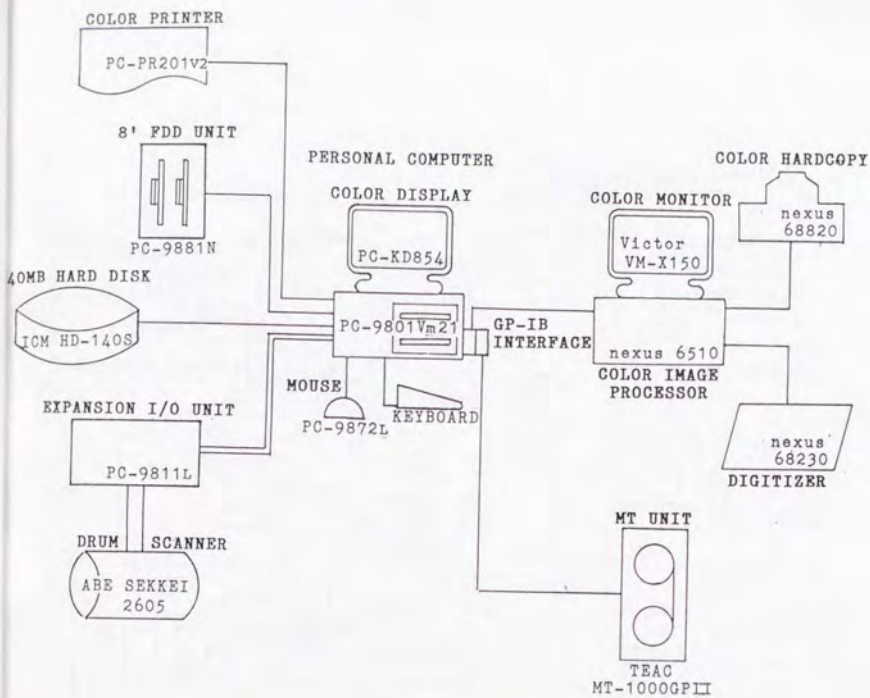 COLOR PRINTER
PC-PR201V2
8' FDD UNIT
PC-9881N
40MB HARD DISK
ICM HD-140S
EXPANSION I/O UNIT
PC-9811L
DRUM SCANNER
ABE SEKKEI
2605
PERSONAL COMPUTER
COLOR DISPLAY
PC-KD854
PC-9801Vm21
MOUSE
PC-9872L
KEYBOARD
GP-IB
INTERFACE
COLOR MONITOR
Victor
VM-X150
nexus 6510
COLOR IMAGE
PROCESSOR
COLOR HARDCOPY
nexus
68820
nexus
68230
DIGITIZER
MT UNIT
TEAC
MT-1000GPII